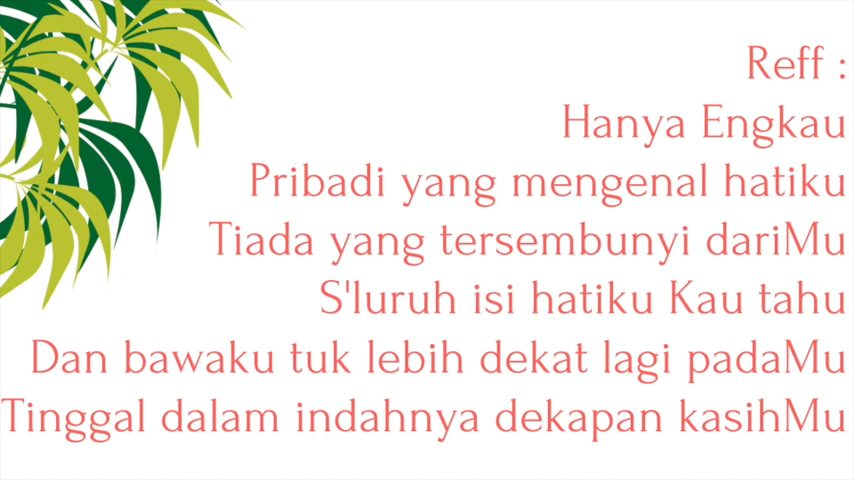 Reff :
Hanya Engkau
Pribadi yang mengenal hatiku
Tiada yang tersembunyi dariMu
S'luruh isi hatiku Kau tahu
Dan bawaku tuk lebih dekat lagi padaMu
Tinggal dalam indahnya dekapan kasihMu